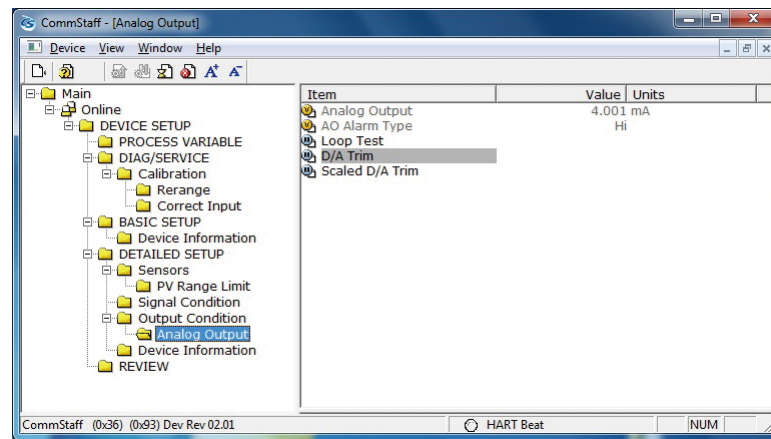 CommStaff - [Analog Output]
Device View Window Help
A+ A-
Main
Online
DEVICE SETUP
PROCESS VARIABLE
DIAG/SERVICE
Calibration
Rerange
Correct Input
BASIC SETUP
Device Information
DETAILED SETUP
Sensors
PV Range Limit
Signal Condition
Output Condition
Analog Output
Device Information
REVIEW
Item Value Units
Analog Output 4.001 mA
AO Alarm Type Hi
Loop Test
D/A Trim
Scaled D/A Trim
CommStaff (0x36) (0x93) Dev Rev 02.01 HART Beat NUM